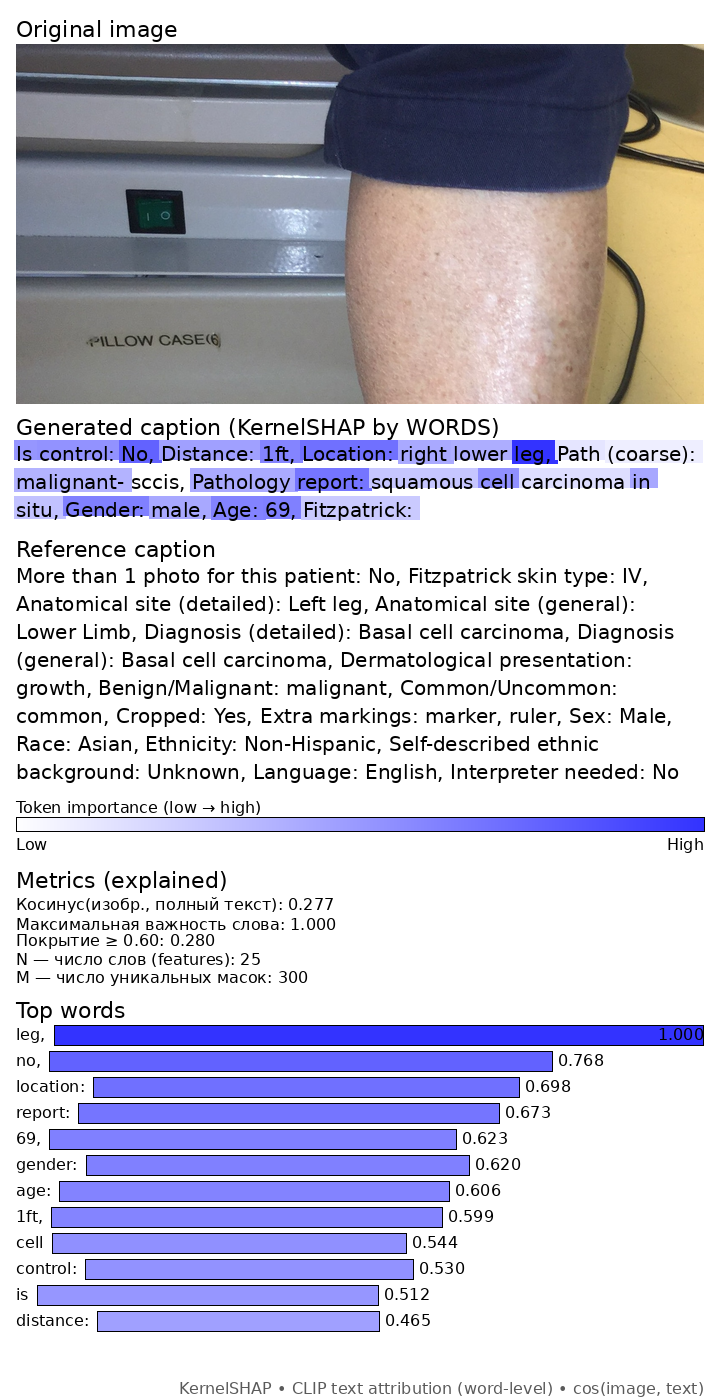 Original image
PILLOW CASE(6)
Generated caption (KernelSHAP by WORDS)
Is control: No, Distance: 1ft, Location: right lower leg, Path (coarse):
malignant- sccis, Pathology report: squamous cell carcinoma in
situ, Gender: male, Age: 69, Fitzpatrick:
Reference caption
More than 1 photo for this patient: No, Fitzpatrick skin type: IV,
Anatomical site (detailed): Left leg, Anatomical site (general):
Lower Limb, Diagnosis (detailed): Basal cell carcinoma, Diagnosis
(general): Basal cell carcinoma, Dermatological presentation:
growth, Benign/Malignant: malignant, Common/Uncommon:
common, Cropped: Yes, Extra markings: marker, ruler, Sex: Male,
Race: Asian, Ethnicity: Non-Hispanic, Self-described ethnic
background: Unknown, Language: English, Interpreter needed: No
Token importance (low → high)
Low High
Metrics (explained)
Косинус(изобр., полный текст): 0.277
Максимальная важность слова: 1.000
Покрытие ≥ 0.60: 0.280
N — число слов (features): 25
M — число уникальных масок: 300
Top words
leg, 1.000
no, 0.768
location: 0.698
report: 0.673
69, 0.623
gender: 0.620
age: 0.606
1ft, 0.599
cell 0.544
control: 0.530
is 0.512
distance: 0.465
KernelSHAP • CLIP text attribution (word-level) • cos(image, text)